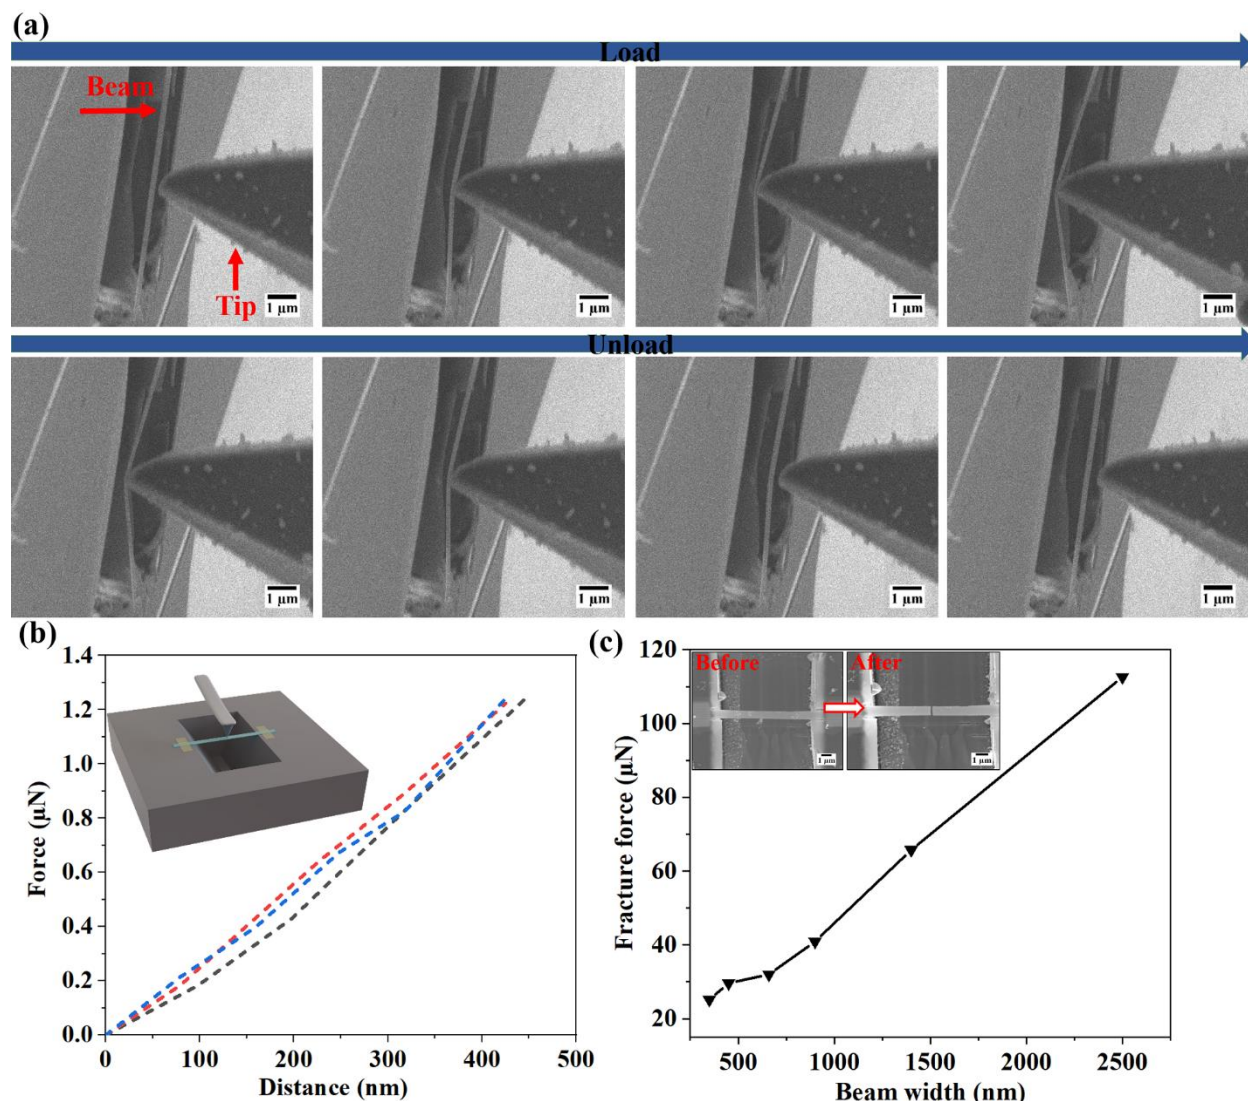 (a)
Load
Beam
Tip
1 μm
1 μm
1 μm
1 μm
Unload
1 μm
1 μm
1 μm
1 μm
(b)
1.4
1.2
1.0
0.8
0.6
0.4
0.2
0.0
Force (μN)
0 100 200 300 400 500
Distance (nm)
(c)
120
100
80
60
40
20
Fracture force (μN)
Before
After
1 μm
1 μm
500 1000 1500 2000 2500
Beam width (nm)